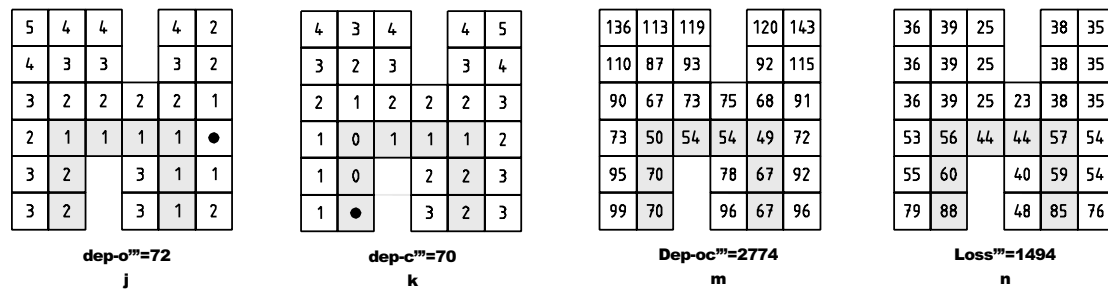 5 4 4 4 2
4 3 3 3 2
3 2 2 2 2 1
2 1 1 1 1
3 2 3 1 1
3 2 3 1 2
dep-o'''=72
j
4 3 4 4 5
3 2 3 3 4
2 1 2 2 2 3
1 0 1 1 1 2
1 0 2 2 3
1 3 2 3
dep-c'''=70
k
136 113 119 120 143
110 87 93 92 115
90 67 73 75 68 91
73 50 54 54 49 72
95 70 78 67 92
99 70 96 67 96
Dep-oc'''=2774
m
36 39 25 38 35
36 39 25 38 35
36 39 25 23 38 35
53 56 44 44 57 54
55 60 40 59 54
79 88 48 85 76
Loss'''=1494
n